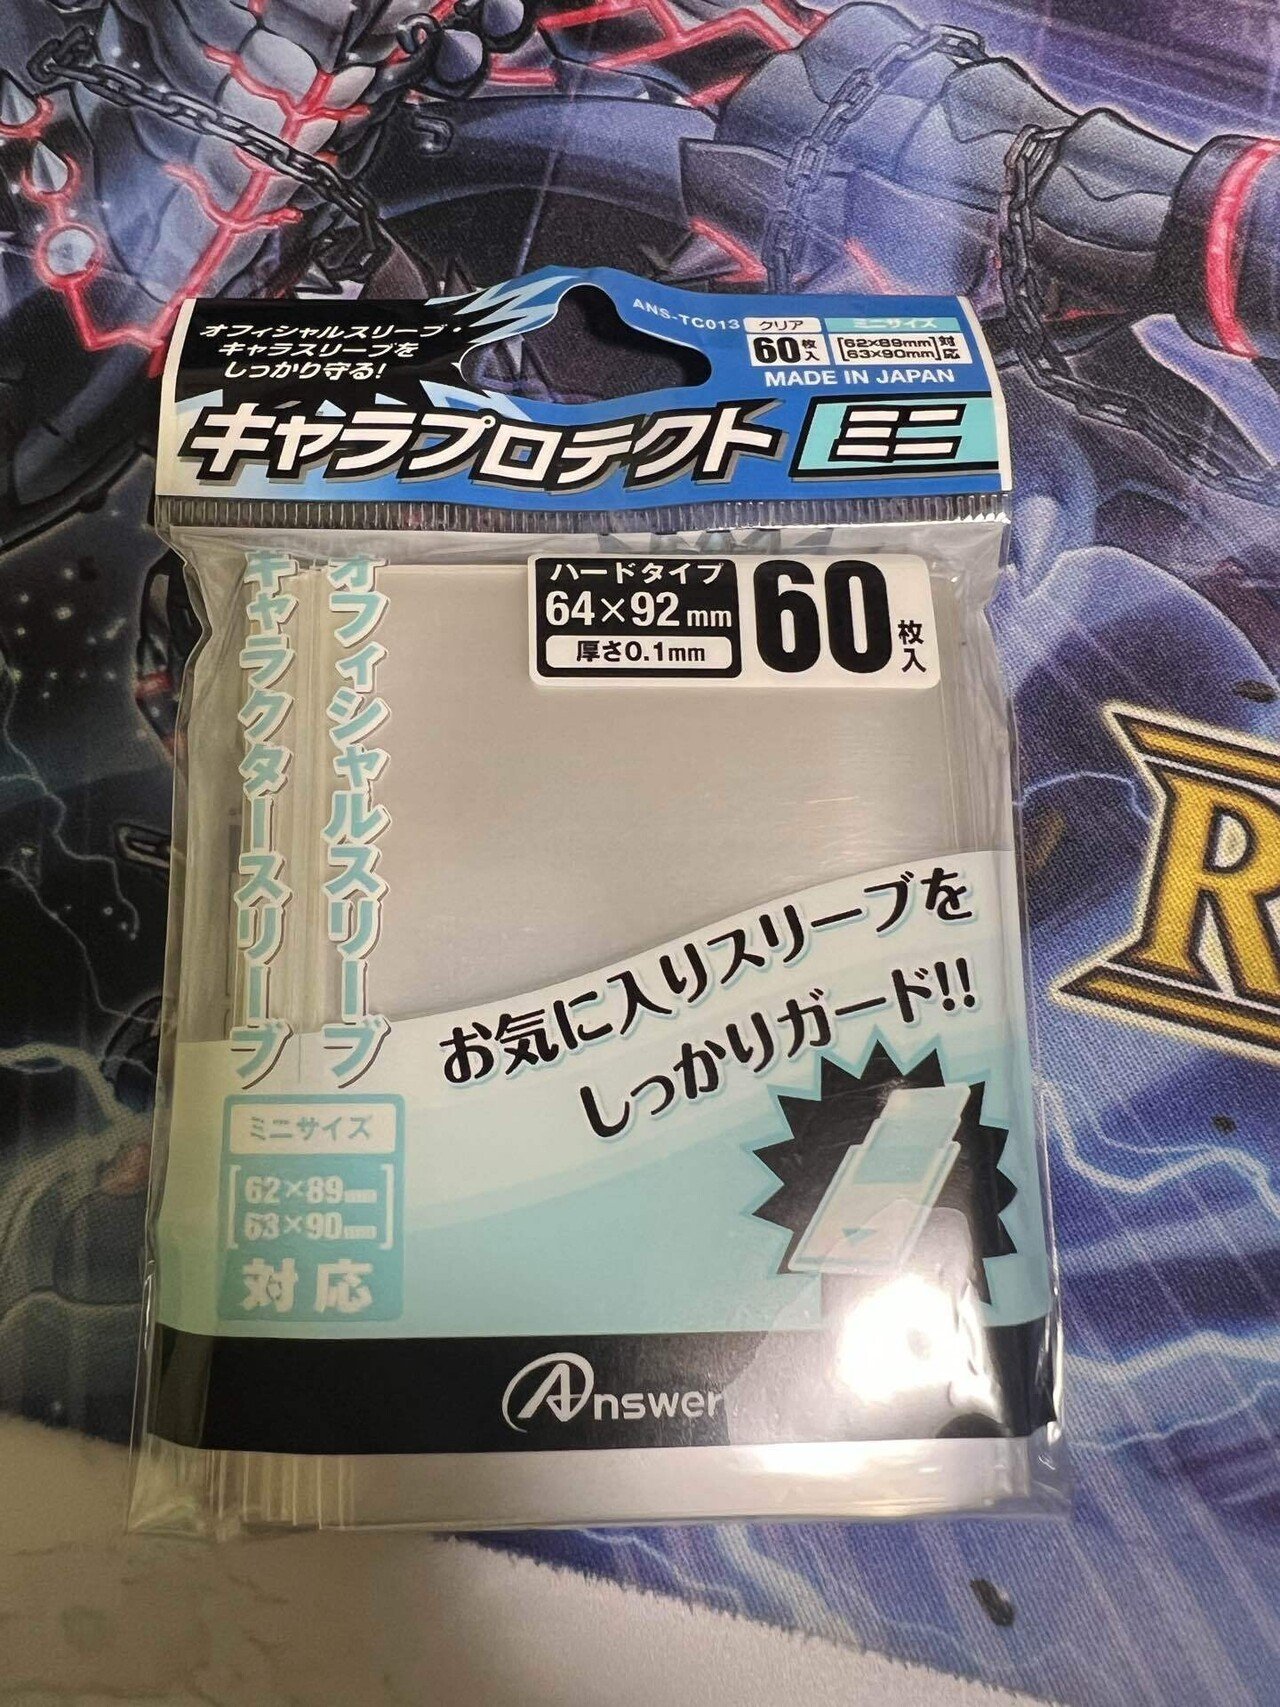 オフィシャルスリーブ・
キャラスリーブを
しっかり守る!
ANS-TC013
クリア
60枚入
ミニサイズ
[62×89mm
63×90mm]対応
MADE IN JAPAN
キャラプロテクト ミニ
ハードタイプ
64×92mm
厚さ0.1mm
60枚入
オフィシャルスリーブ
キャラクタースリーブ
お気に入りスリーブを
しっかりガード!!
ミニサイズ
[62×89mm
63×90mm]
対応
Answer
R